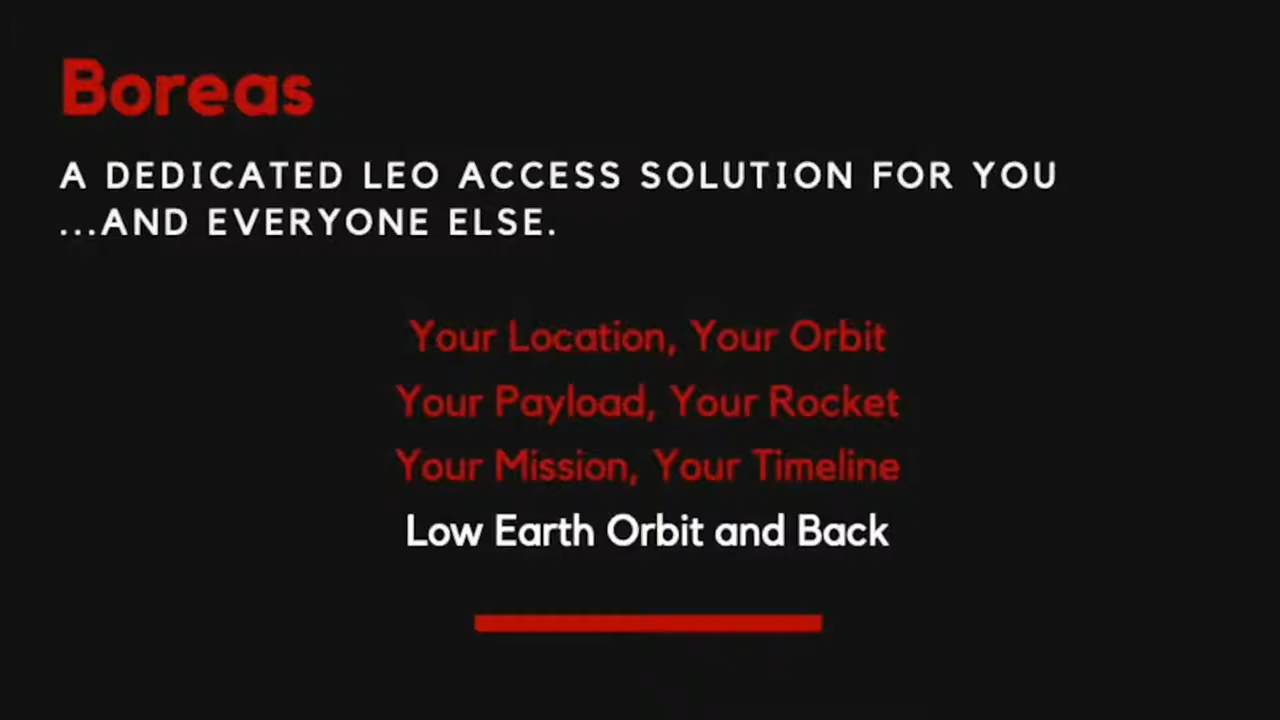 Boreas
A DEDICATED LEO ACCESS SOLUTION FOR YOU
...AND EVERYONE ELSE.
Your Location, Your Orbit
Your Payload, Your Rocket
Your Mission, Your Timeline
Low Earth Orbit and Back